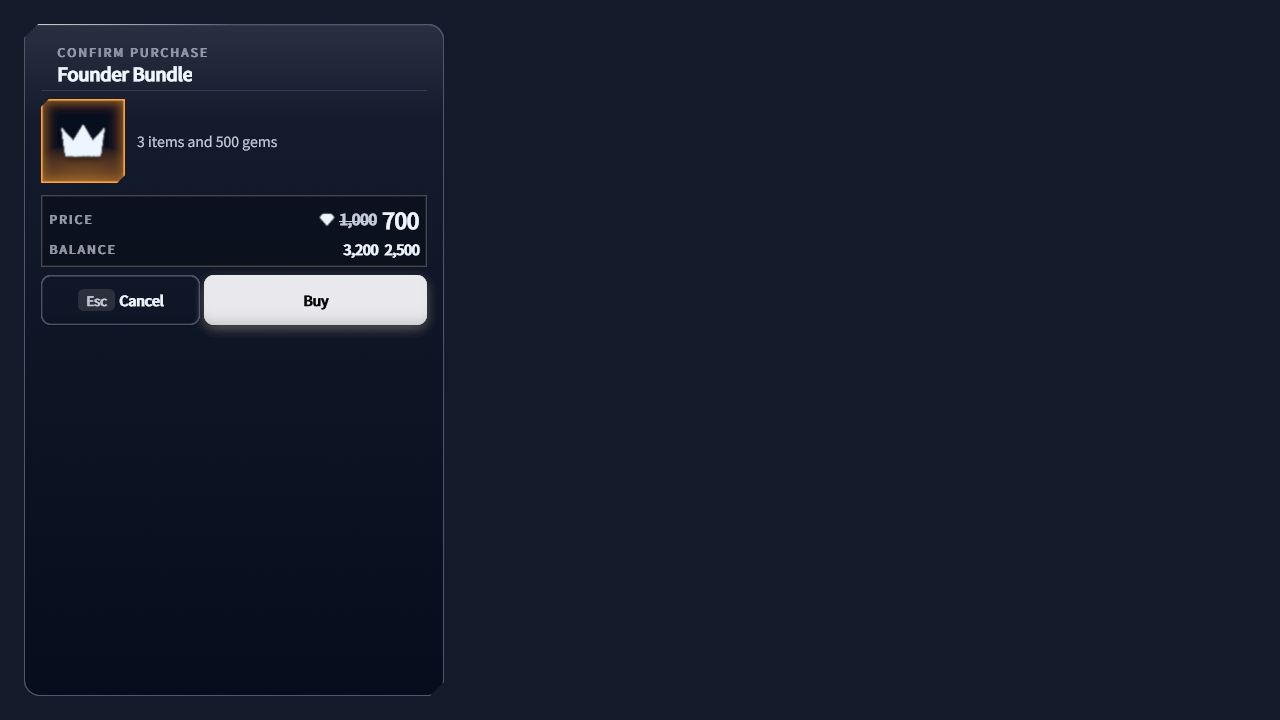 CONFIRM PURCHASE
Founder Bundle
3 items and 500 gems
PRICE 1,000 700
BALANCE 3,200 2,500
Esc Cancel Buy